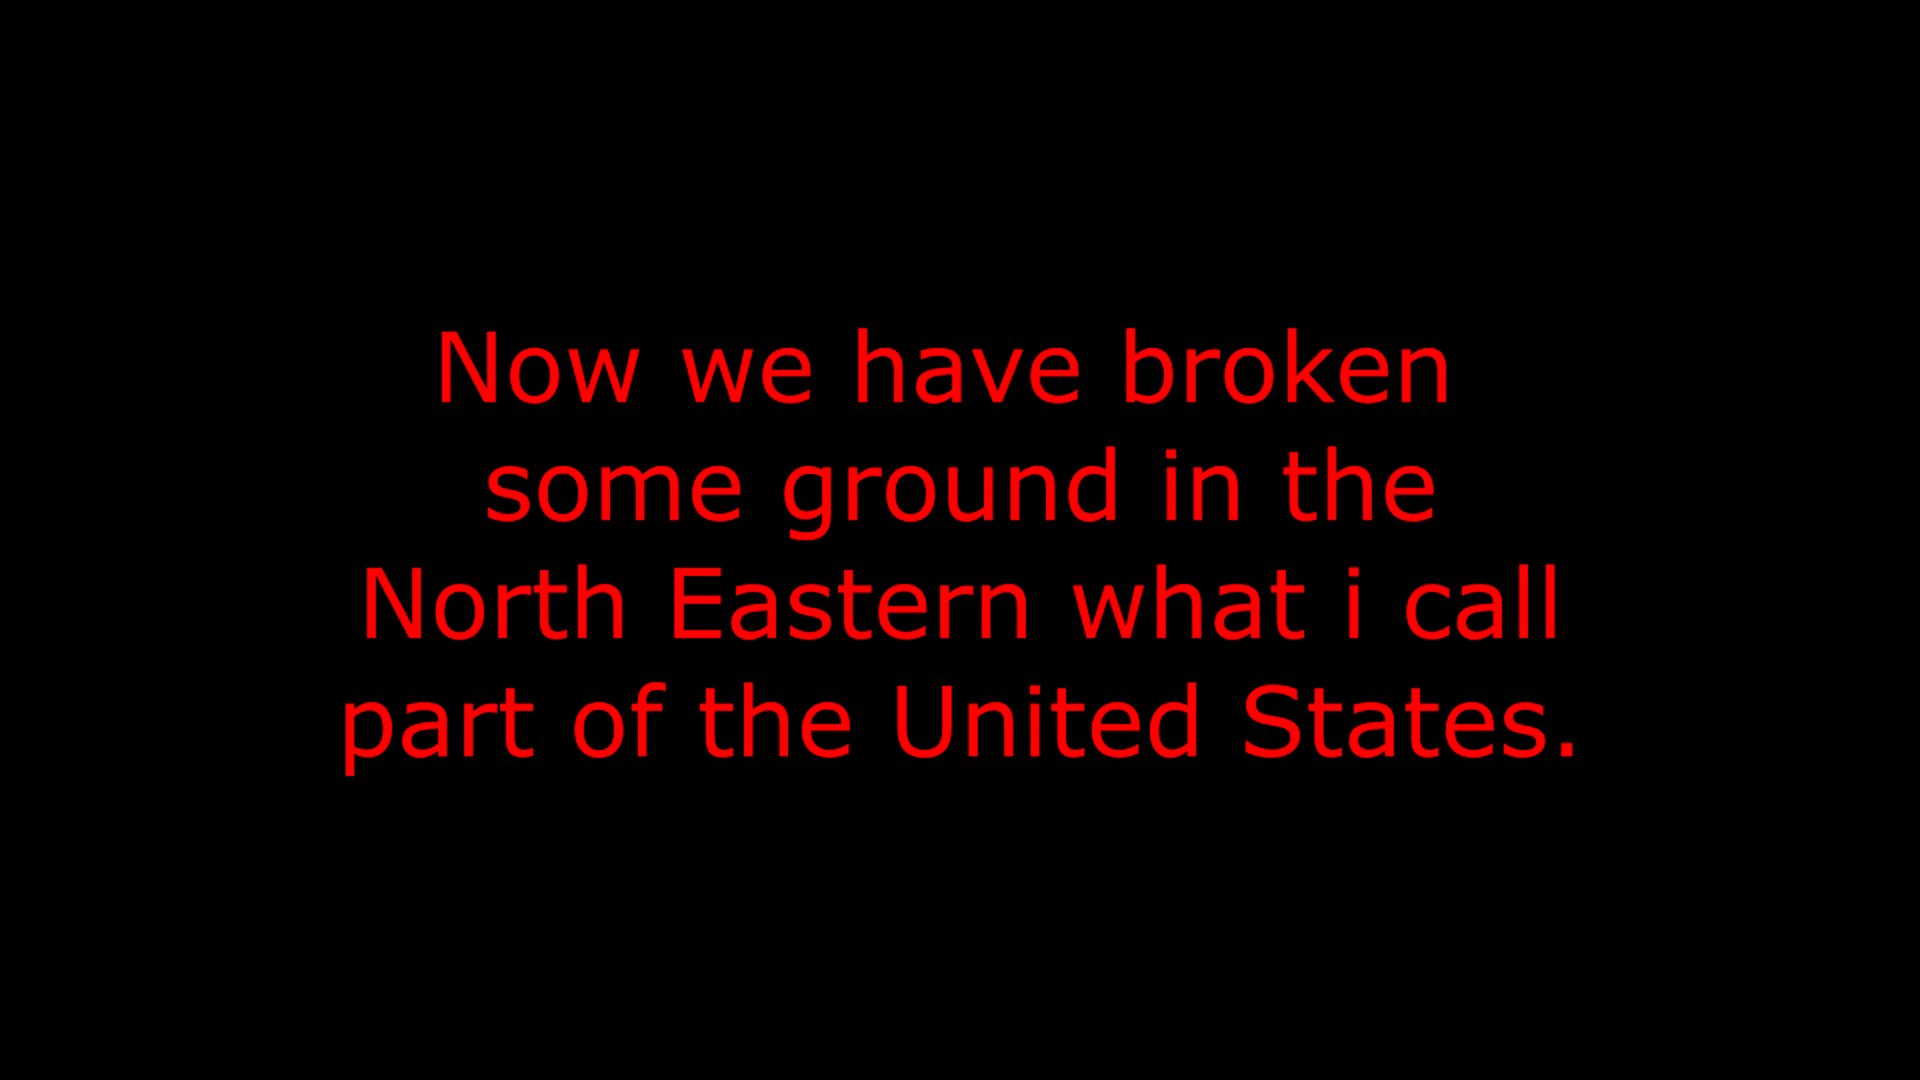 Now we have broken
some ground in the
North Eastern what i call
part of the United States.